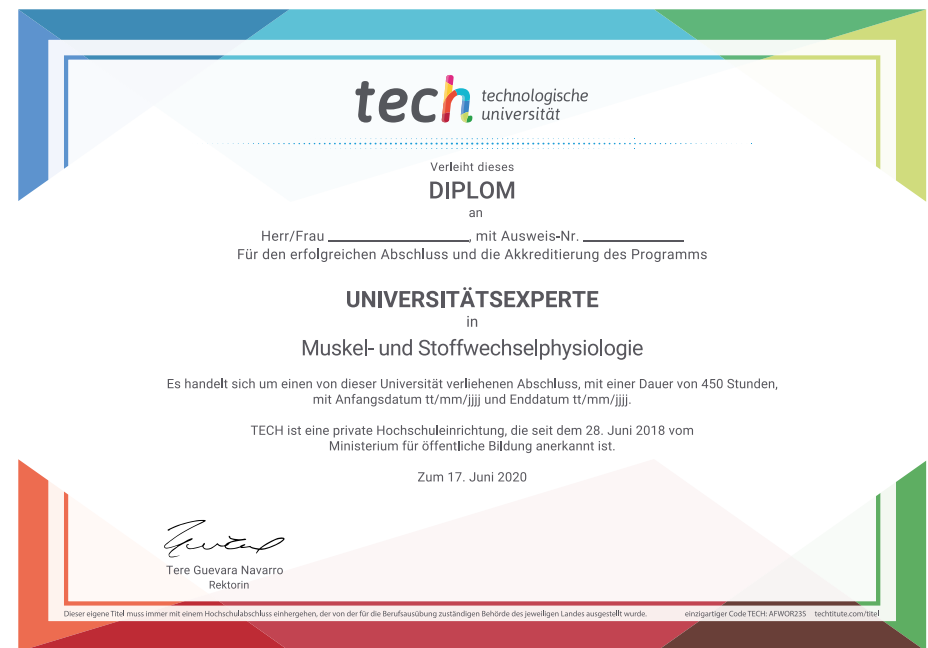 tech technologische
universität
Verleiht dieses
DIPLOM
an
Herr/Frau ____________________, mit Ausweis-Nr. ______________
Für den erfolgreichen Abschluss und die Akkreditierung des Programms
UNIVERSITÄTSEXPERTE
in
Muskel- und Stoffwechselphysiologie
Es handelt sich um einen von dieser Universität verliehenen Abschluss, mit einer Dauer von 450 Stunden,
mit Anfangsdatum tt/mm/jjjj und Enddatum tt/mm/jjjj.
TECH ist eine private Hochschuleinrichtung, die seit dem 28. Juni 2018 vom
Ministerium für öffentliche Bildung anerkannt ist.
Zum 17. Juni 2020
Tere Guevara Navarro
Rektorin
Dieser eigene Titel muss immer mit einem Hochschulabschluss einhergehen, der von der für die Berufsausübung zuständigen Behörde des jeweiligen Landes ausgestellt wurde. einzigartiger Code TECH: AFWOR23S techtitute.com/titel